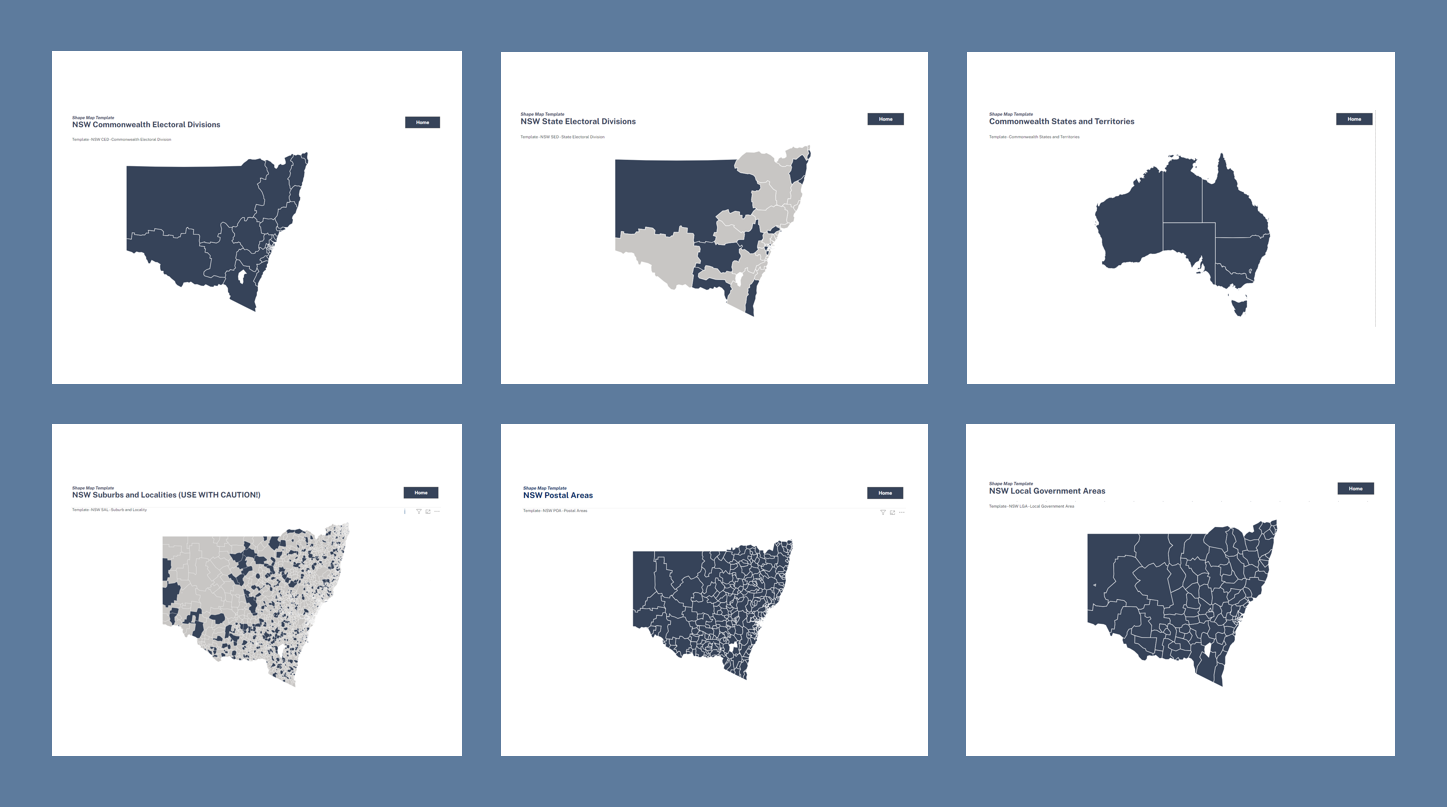 Shape Map Template
NSW Commonwealth Electoral Divisions
Home
Template: NSW CED - Commonwealth Electoral Division
Shape Map Template
NSW State Electoral Divisions
Home
Template: NSW SED - State Electoral Division
Shape Map Template
Commonwealth States and Territories
Home
Template: Commonwealth States and Territories
Shape Map Template
NSW Suburbs and Localities (USE WITH CAUTION!)
Home
Template: NSW SAL - Suburb and Locality
Shape Map Template
NSW Postal Areas
Home
Template: NSW POA - Postal Areas
Shape Map Template
NSW Local Government Areas
Home
Template: NSW LGA - Local Government Area